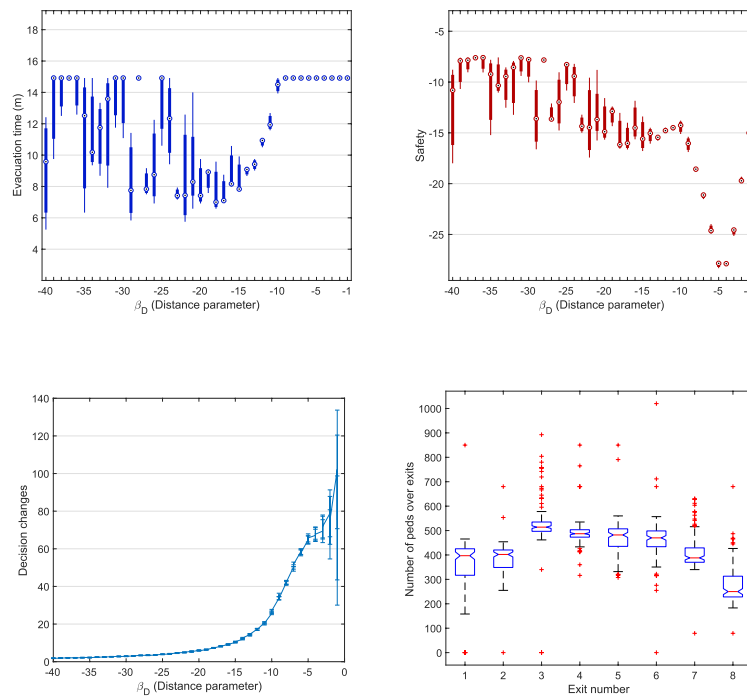 18
16
14
12
10
8
6
4
Evacuation time (m)
-40 -35 -30 -25 -20 -15 -10 -5 -1
β_D (Distance parameter)
-5
-10
-15
-20
-25
Safety
-40 -35 -30 -25 -20 -15 -10 -5
β_D (Distance parameter)
140
120
100
80
60
40
20
0
Decision changes
-40 -35 -30 -25 -20 -15 -10 -5 0
β_D (Distance parameter)
1000
900
800
700
600
500
400
300
200
100
0
Number of peds over exits
1 2 3 4 5 6 7 8
Exit number